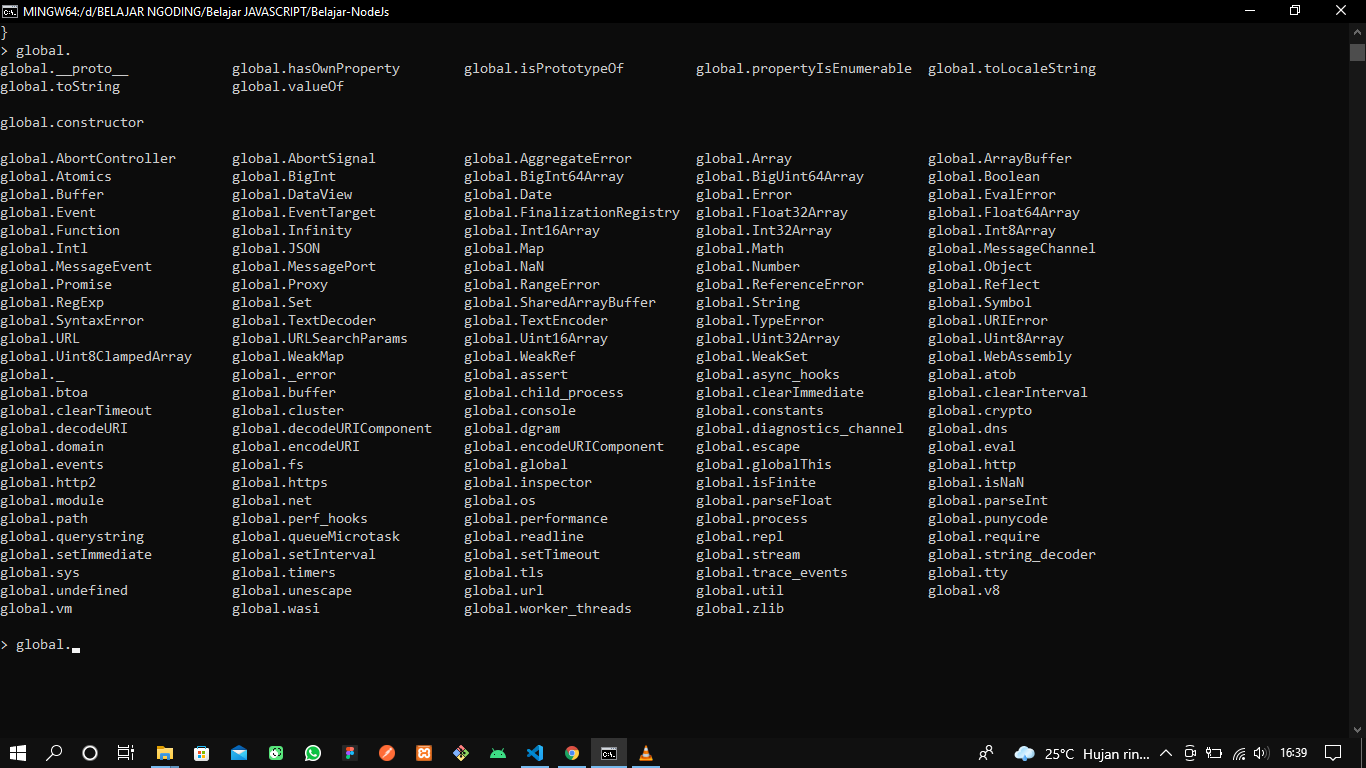 MINGW64:/d/BELAJAR NGODING/Belajar JAVASCRIPT/Belajar-NodeJs
}
> global.
global.__proto__ global.hasOwnProperty global.isPrototypeOf global.propertyIsEnumerable global.toLocaleString
global.toString global.valueOf
global.constructor
global.AbortController global.AbortSignal global.AggregateError global.Array global.ArrayBuffer
global.Atomics global.BigInt global.BigInt64Array global.BigUint64Array global.Boolean
global.Buffer global.DataView global.Date global.Error global.EvalError
global.Event global.EventTarget global.FinalizationRegistry global.Float32Array global.Float64Array
global.Function global.Infinity global.Int16Array global.Int32Array global.Int8Array
global.Intl global.JSON global.Map global.Math global.MessageChannel
global.MessageEvent global.MessagePort global.NaN global.Number global.Object
global.Promise global.Proxy global.RangeError global.ReferenceError global.Reflect
global.RegExp global.Set global.SharedArrayBuffer global.String global.Symbol
global.SyntaxError global.TextDecoder global.TextEncoder global.TypeError global.URIError
global.URL global.URLSearchParams global.Uint16Array global.Uint32Array global.Uint8Array
global.Uint8ClampedArray global.WeakMap global.WeakRef global.WeakSet global.WebAssembly
global._ global._error global.assert global.async_hooks global.atob
global.btoa global.buffer global.child_process global.clearImmediate global.clearInterval
global.clearTimeout global.cluster global.console global.constants global.crypto
global.decodeURI global.decodeURIComponent global.dgram global.diagnostics_channel global.dns
global.domain global.encodeURI global.encodeURIComponent global.escape global.eval
global.events global.fs global.global global.globalThis global.http
global.http2 global.https global.inspector global.isFinite global.isNaN
global.module global.net global.os global.parseFloat global.parseInt
global.path global.perf_hooks global.performance global.process global.punycode
global.querystring global.queueMicrotask global.readline global.repl global.require
global.setImmediate global.setInterval global.setTimeout global.stream global.string_decoder
global.sys global.timers global.tls global.trace_events global.tty
global.undefined global.unescape global.url global.util global.v8
global.vm global.wasi global.worker_threads global.zlib
> global.
25°C Hujan rin... 16:39